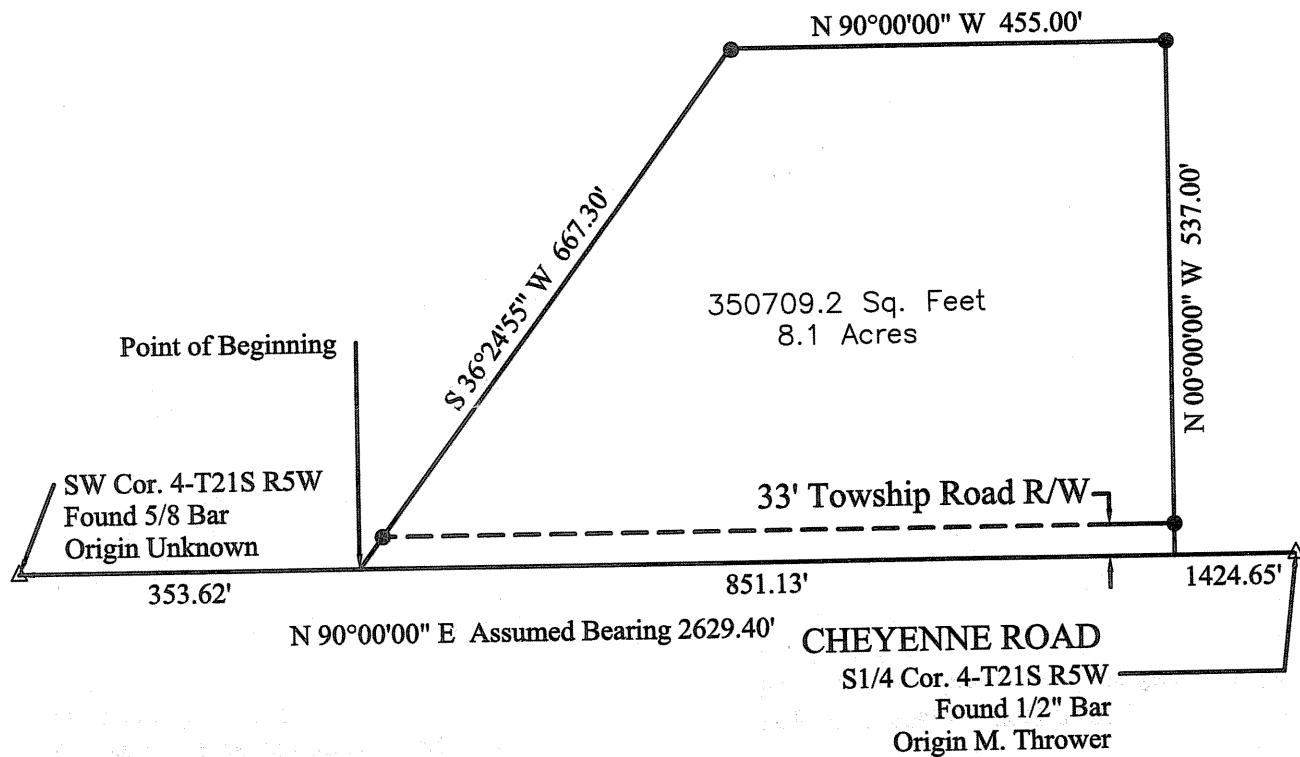 N 90°00'00" W 455.00'
S 36°24'55" W 667.30'
N 00°00'00" W 537.00'
350709.2 Sq. Feet
8.1 Acres
Point of Beginning
SW Cor. 4-T21S R5W
Found 5/8 Bar
Origin Unknown
33' Towship Road R/W
353.62'
851.13'
1424.65'
N 90°00'00" E Assumed Bearing 2629.40'
CHEYENNE ROAD
S1/4 Cor. 4-T21S R5W
Found 1/2" Bar
Origin M. Thrower